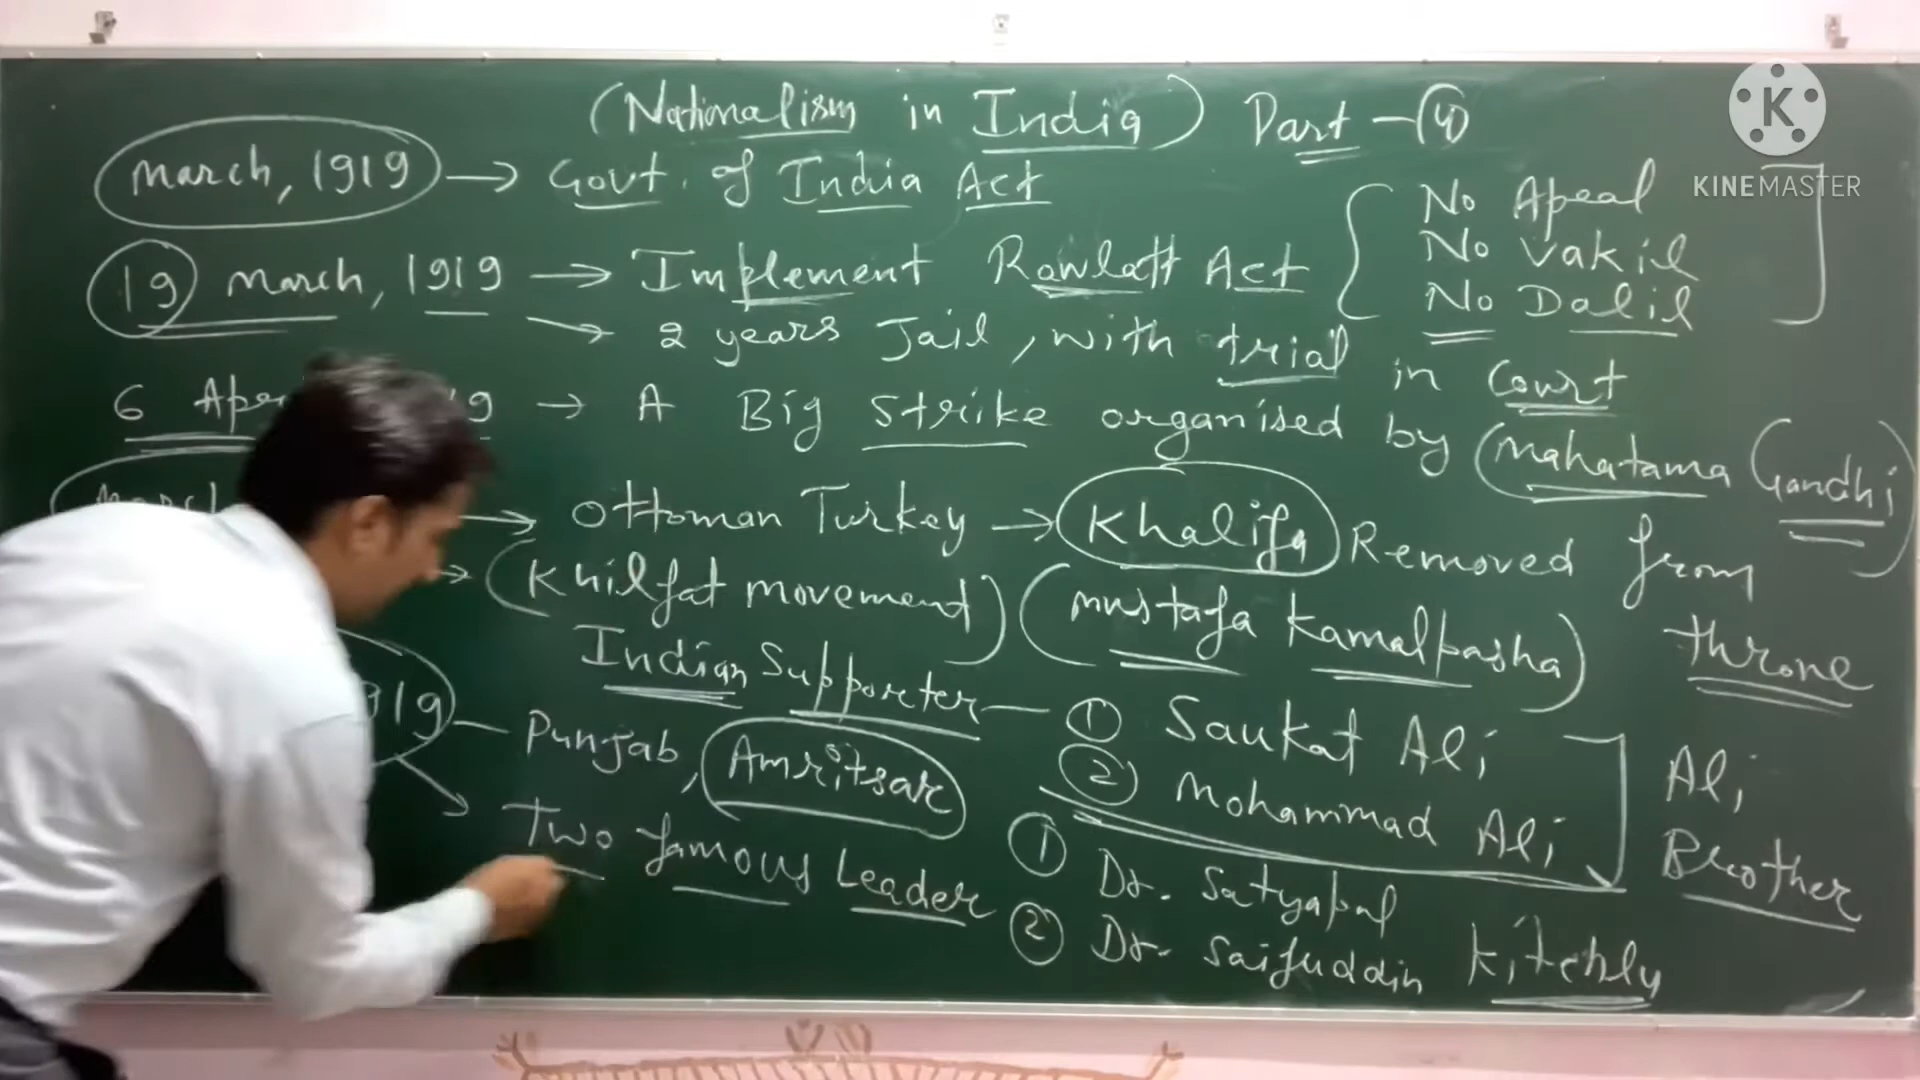 (Nationalism in India) Part-(4)
March, 1919 → Govt. of India Act
19 March, 1919 → Implement Rowlatt Act
No Apeal
No Vakil
No Dalil
→ 2 years Jail, with trial in Court
6 → A Big Strike organised by (Mahatama Gandhi)
March → Ottoman Turkey → Khalifa Removed from throne
→ (Khilfat movement) (Mustafa Kamalpasha)
Indian Supporter — ① Saukat Ali
② Mohammad Ali
Ali Brother
919 — Punjab, Amritsar
→ Two famous Leader
① Dr. Satyapal
② Dr. Saifuddin Kitchly
K
KINEMASTER